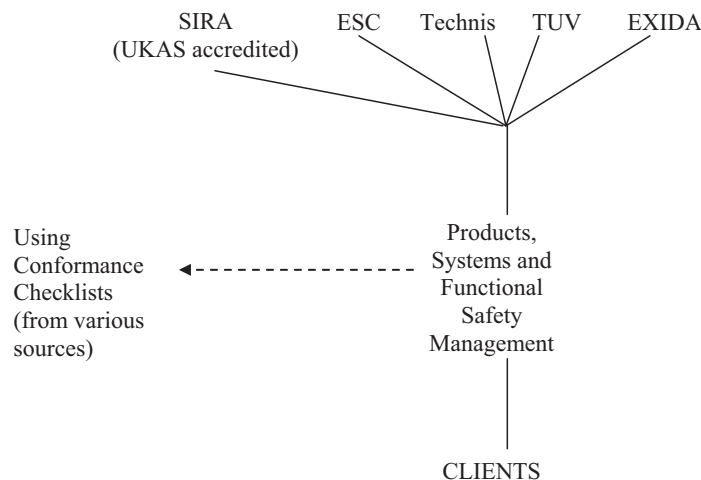 SIRA
(UKAS accredited)
ESC
Technis
TUV
EXIDA
Using
Conformance
Checklists
(from various
sources)
Products,
Systems and
Functional
Safety
Management
CLIENTS